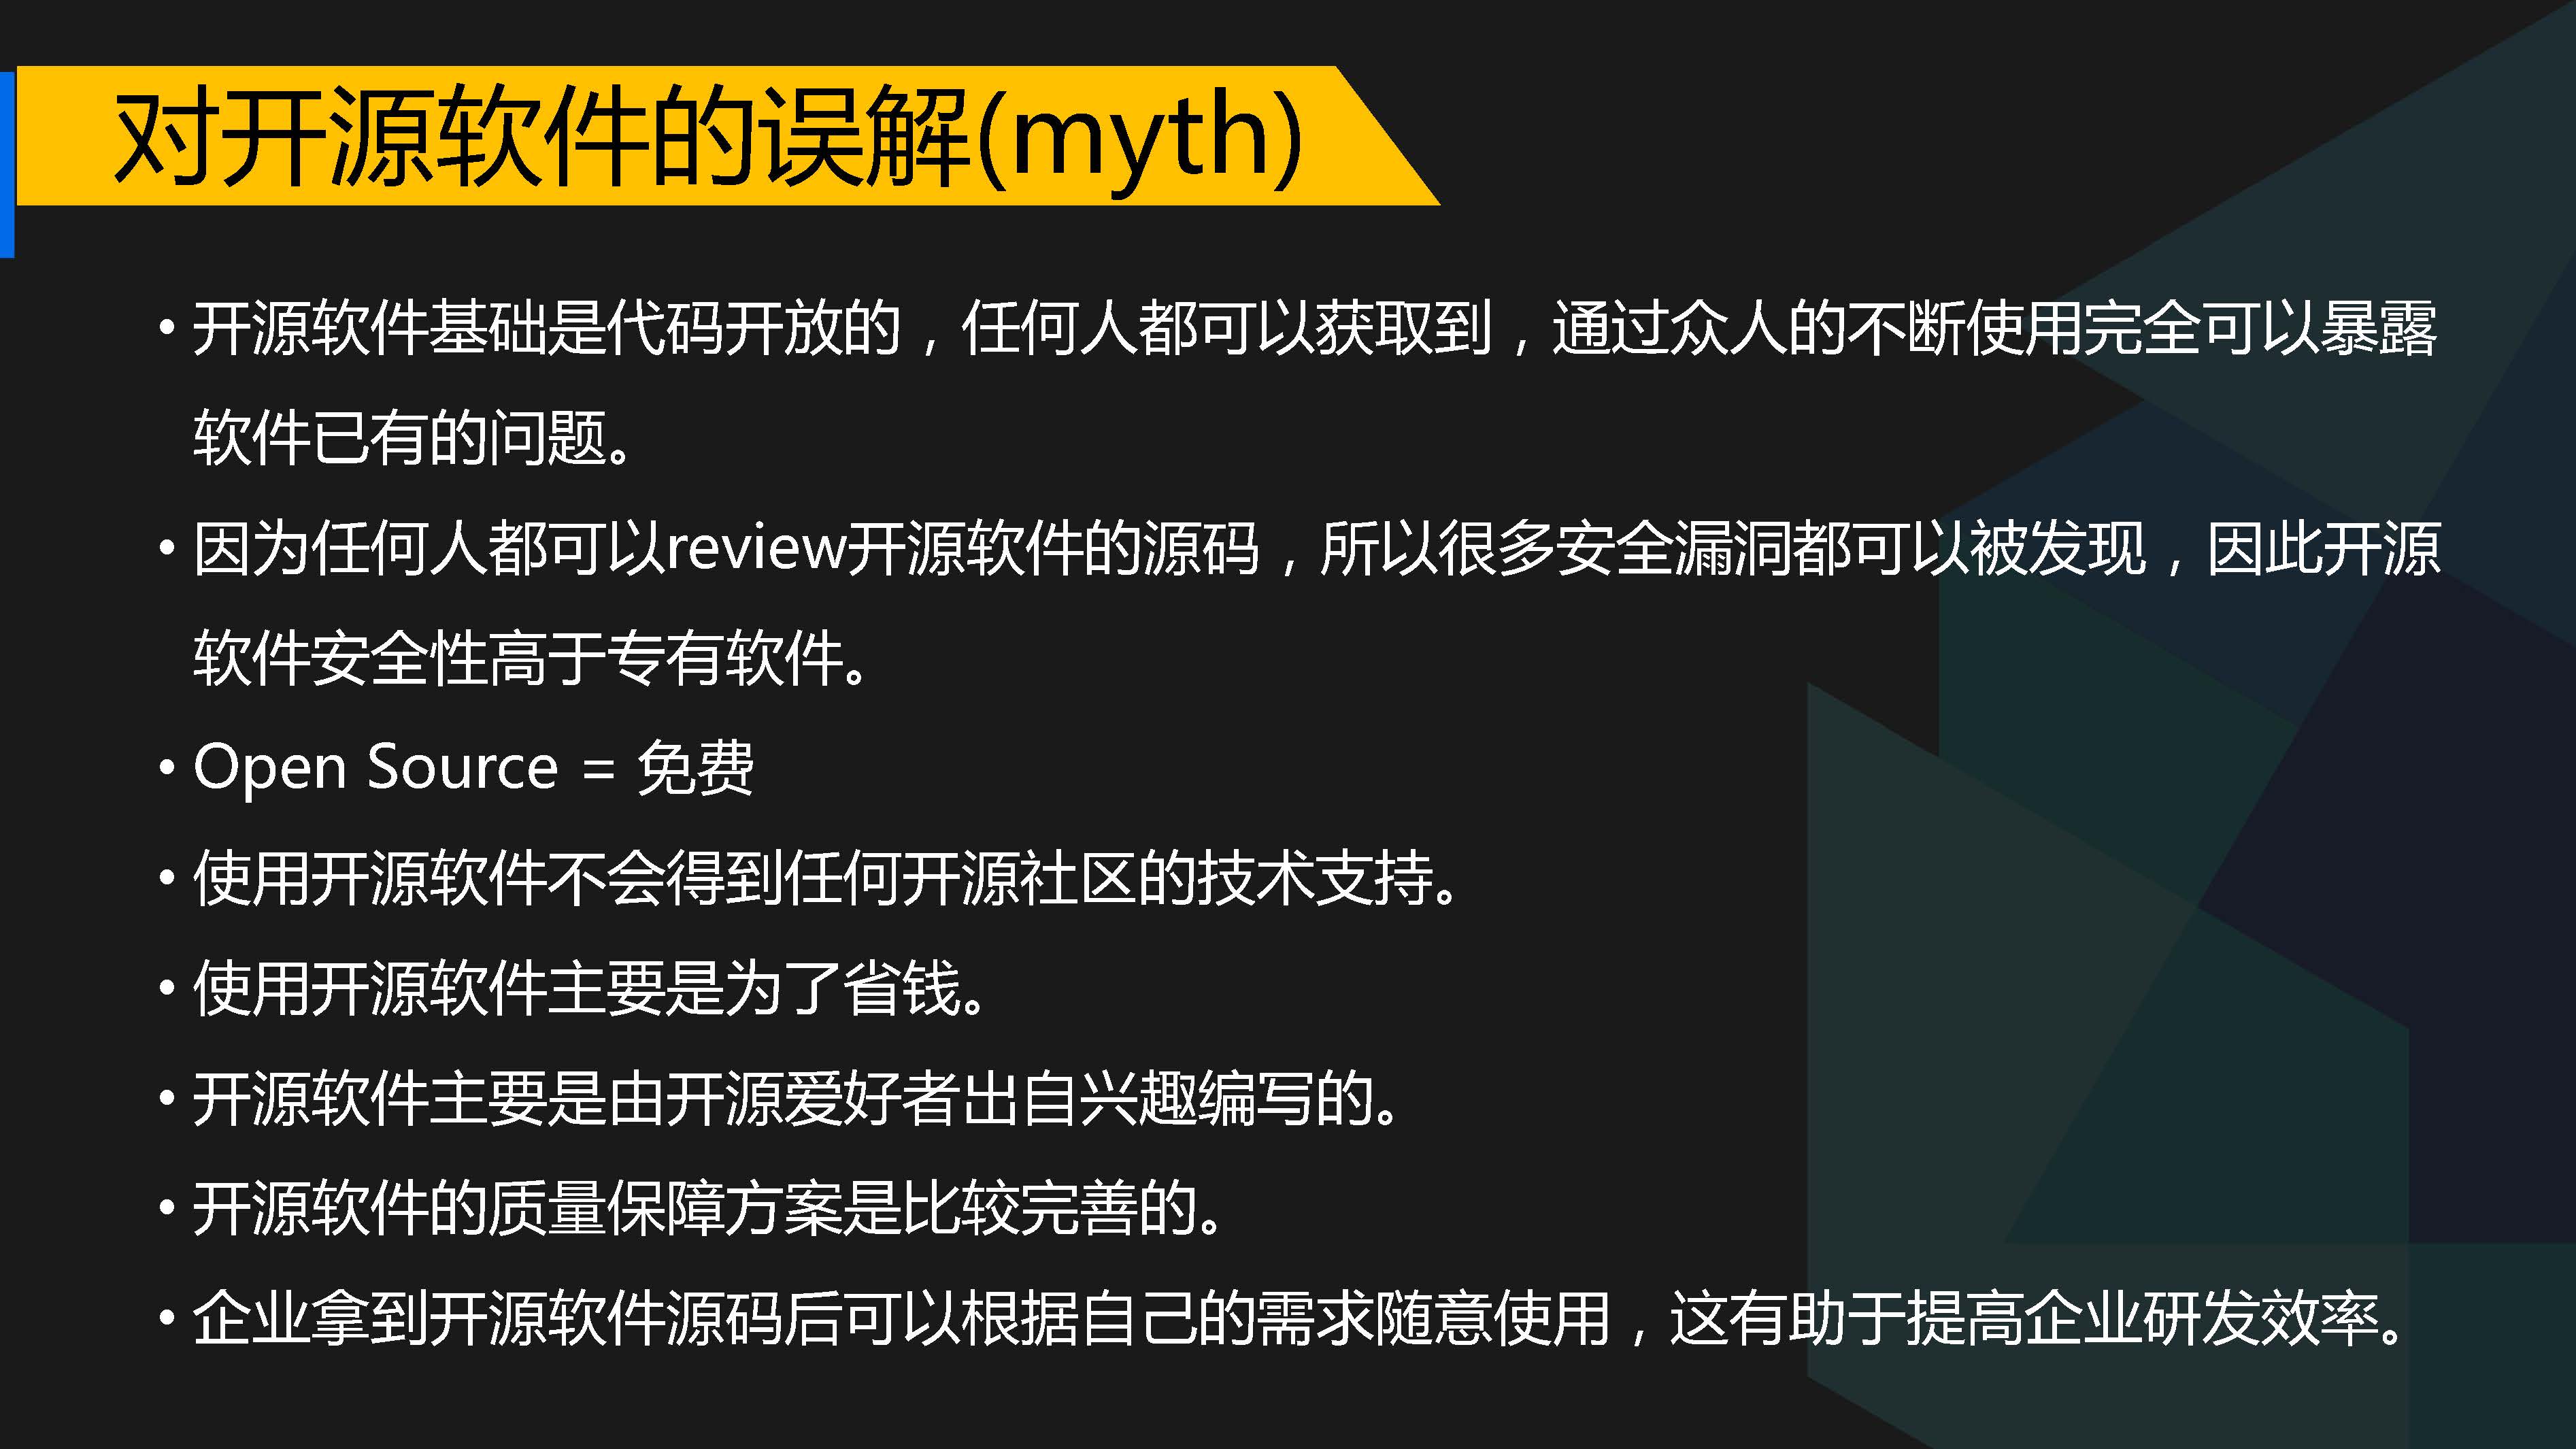 对开源软件的误解(myth)
• 开源软件基础是代码开放的，任何人都可以获取到，通过众人的不断使用完全可以暴露
软件已有的问题。
• 因为任何人都可以review开源软件的源码，所以很多安全漏洞都可以被发现，因此开源
软件安全性高于专有软件。
• Open Source = 免费
• 使用开源软件不会得到任何开源社区的技术支持。
• 使用开源软件主要是为了省钱。
• 开源软件主要是由开源爱好者出自兴趣编写的。
• 开源软件的质量保障方案是比较完善的。
• 企业拿到开源软件源码后可以根据自己的需求随意使用，这有助于提高企业研发效率。